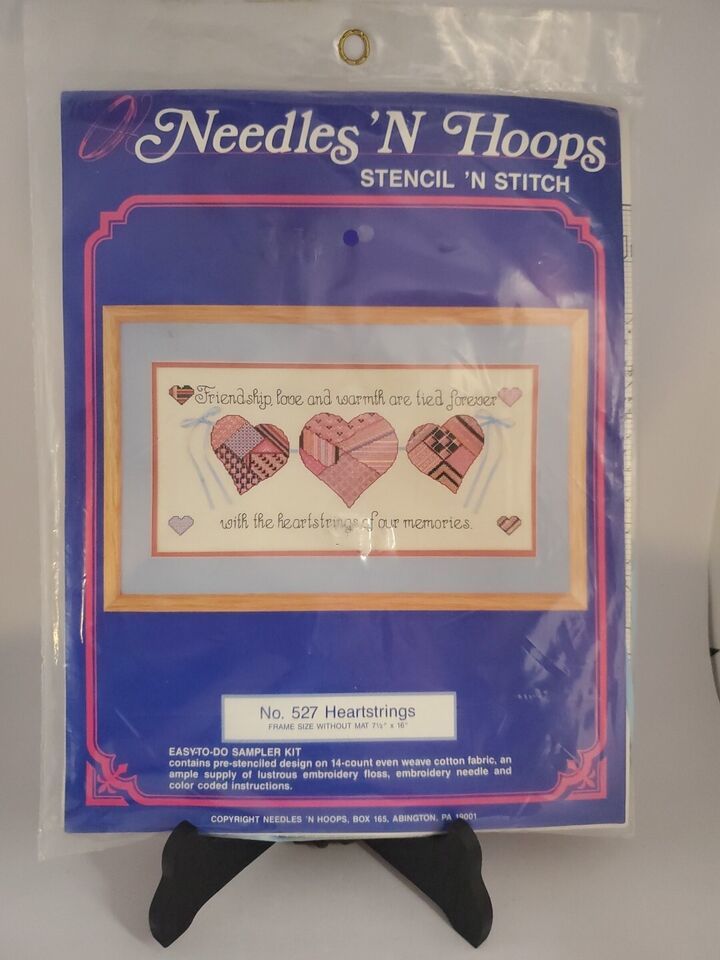 Needles 'N Hoops
STENCIL 'N STITCH
Friendship, love and warmth are tied forever
with the heartstrings of our memories.
No. 527 Heartstrings
FRAME SIZE WITHOUT MAT 7½" x 16"
EASY-TO-DO SAMPLER KIT
contains pre-stenciled design on 14-count even weave cotton fabric, an
ample supply of lustrous embroidery floss, embroidery needle and
color coded instructions.
COPYRIGHT NEEDLES 'N HOOPS, BOX 165, ABINGTON, PA 19001